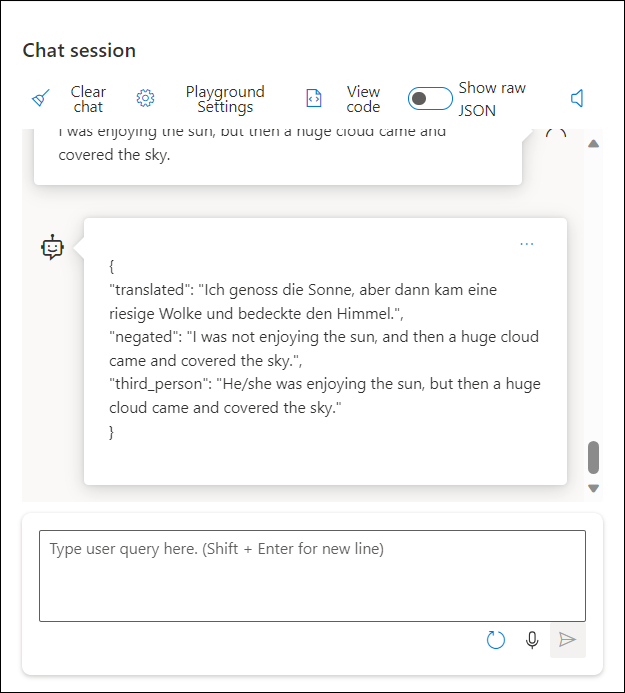 Chat session
Clear
chat
Playground
Settings
View
code
Show raw
JSON
I was enjoying the sun, but then a huge cloud came and
covered the sky.
...
{
"translated": "Ich genoss die Sonne, aber dann kam eine
riesige Wolke und bedeckte den Himmel.",
"negated": "I was not enjoying the sun, and then a huge cloud
came and covered the sky.",
"third_person": "He/she was enjoying the sun, but then a huge
cloud came and covered the sky."
}
Type user query here. (Shift + Enter for new line)